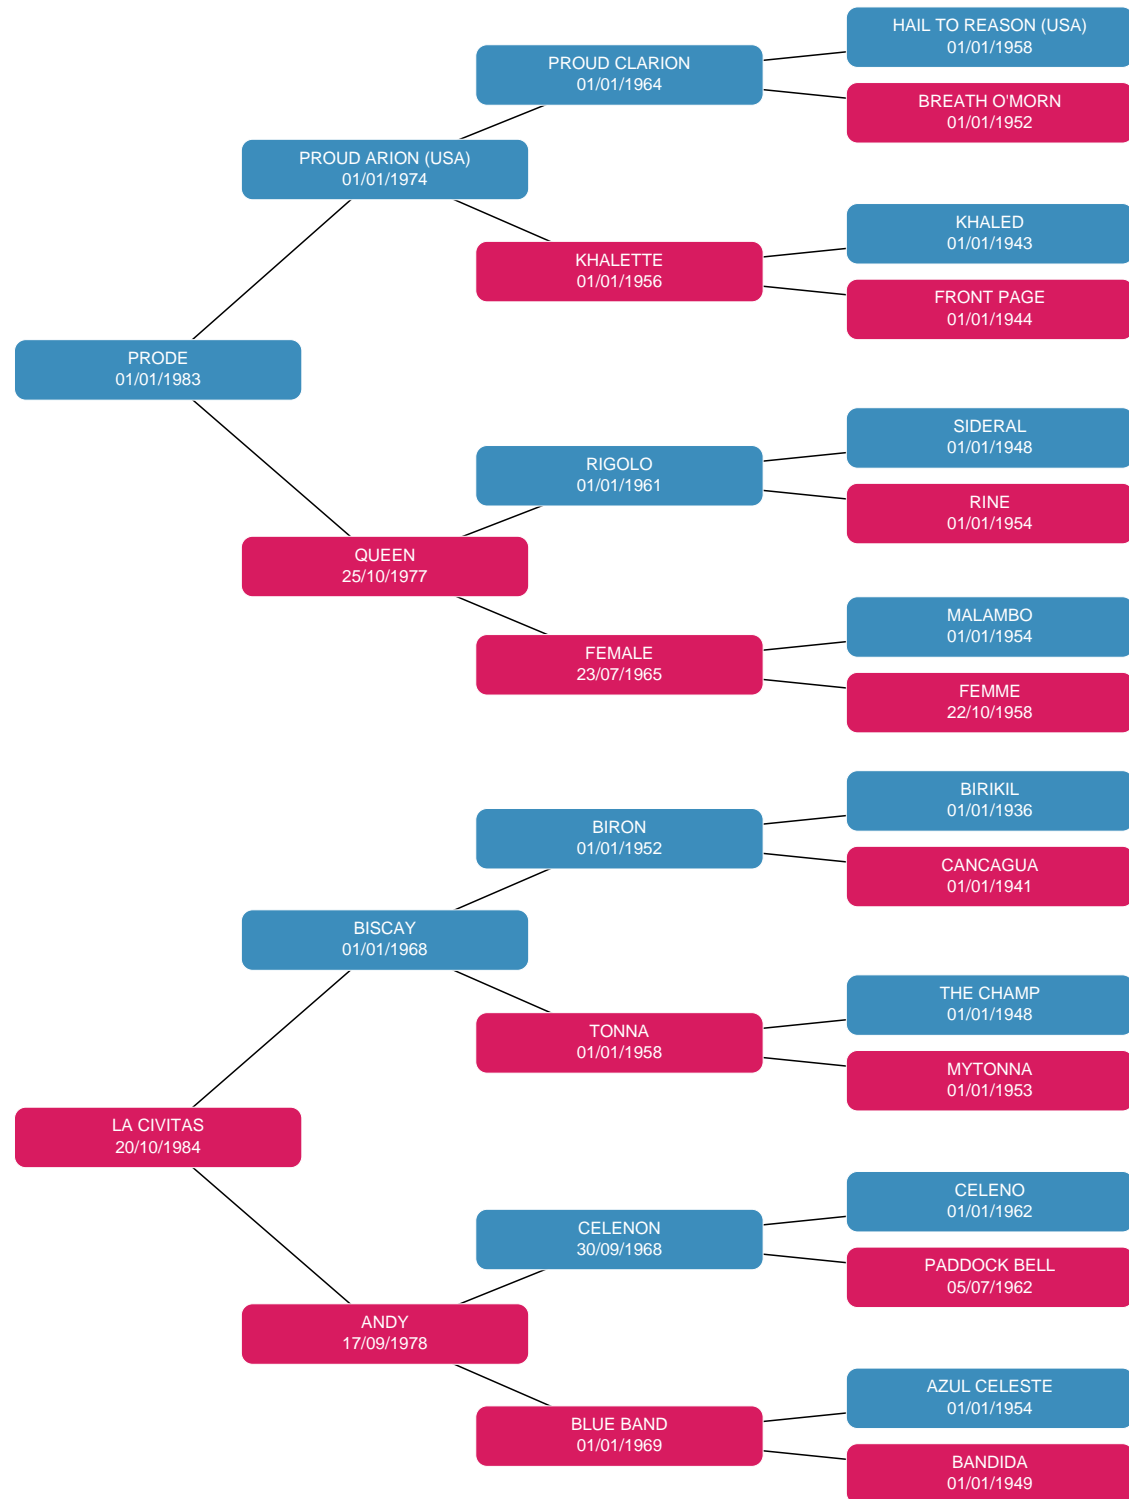 HAIL TO REASON (USA)
01/01/1958
PROUD CLARION
01/01/1964
BREATH O'MORN
01/01/1952
PROUD ARION (USA)
01/01/1974
KHALED
01/01/1943
KHALETTE
01/01/1956
FRONT PAGE
01/01/1944
PRODE
01/01/1983
SIDERAL
01/01/1948
RIGOLO
01/01/1961
RINE
01/01/1954
QUEEN
25/10/1977
MALAMBO
01/01/1954
FEMALE
23/07/1965
FEMME
22/10/1958
BIRIKIL
01/01/1936
BIRON
01/01/1952
CANCAGUA
01/01/1941
BISCAY
01/01/1968
THE CHAMP
01/01/1948
TONNA
01/01/1958
MYTONNA
01/01/1953
LA CIVITAS
20/10/1984
CELENO
01/01/1962
CELENON
30/09/1968
PADDOCK BELL
05/07/1962
ANDY
17/09/1978
AZUL CELESTE
01/01/1954
BLUE BAND
01/01/1969
BANDIDA
01/01/1949